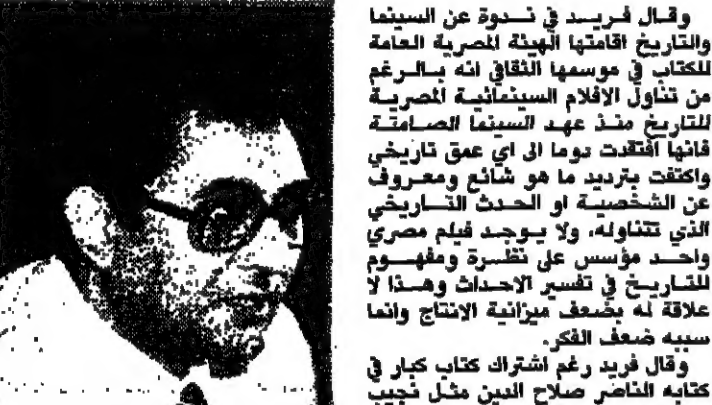 وقال فريد في ندوة عن السينما
والتاريخ اقامتها الهيئة المصرية العامة
للكتاب في موسمها الثقافي انه بالرغم
من تناول الافلام السينمائية المصرية
للتاريخ منذ عهد السينما الصامتة
فانها افتقدت دوما الى اي عمق تاريخي
واكتفت بترديد ما هو شائع ومعروف
عن الشخصية او الحدث التاريخي
الذي تتناوله، ولا يوجد فيلم مصري
واحد مؤسس على نظرة ومفهوم
للتاريخ في تفسير الاحداث وهذا لا
علاقة له بضعف ميزانية الانتاج وانما
سببه ضعف الفكر.
وقال فريد رغم اشتراك كتاب كبار في
كتابه الناصر صلاح الدين مثل نجيب